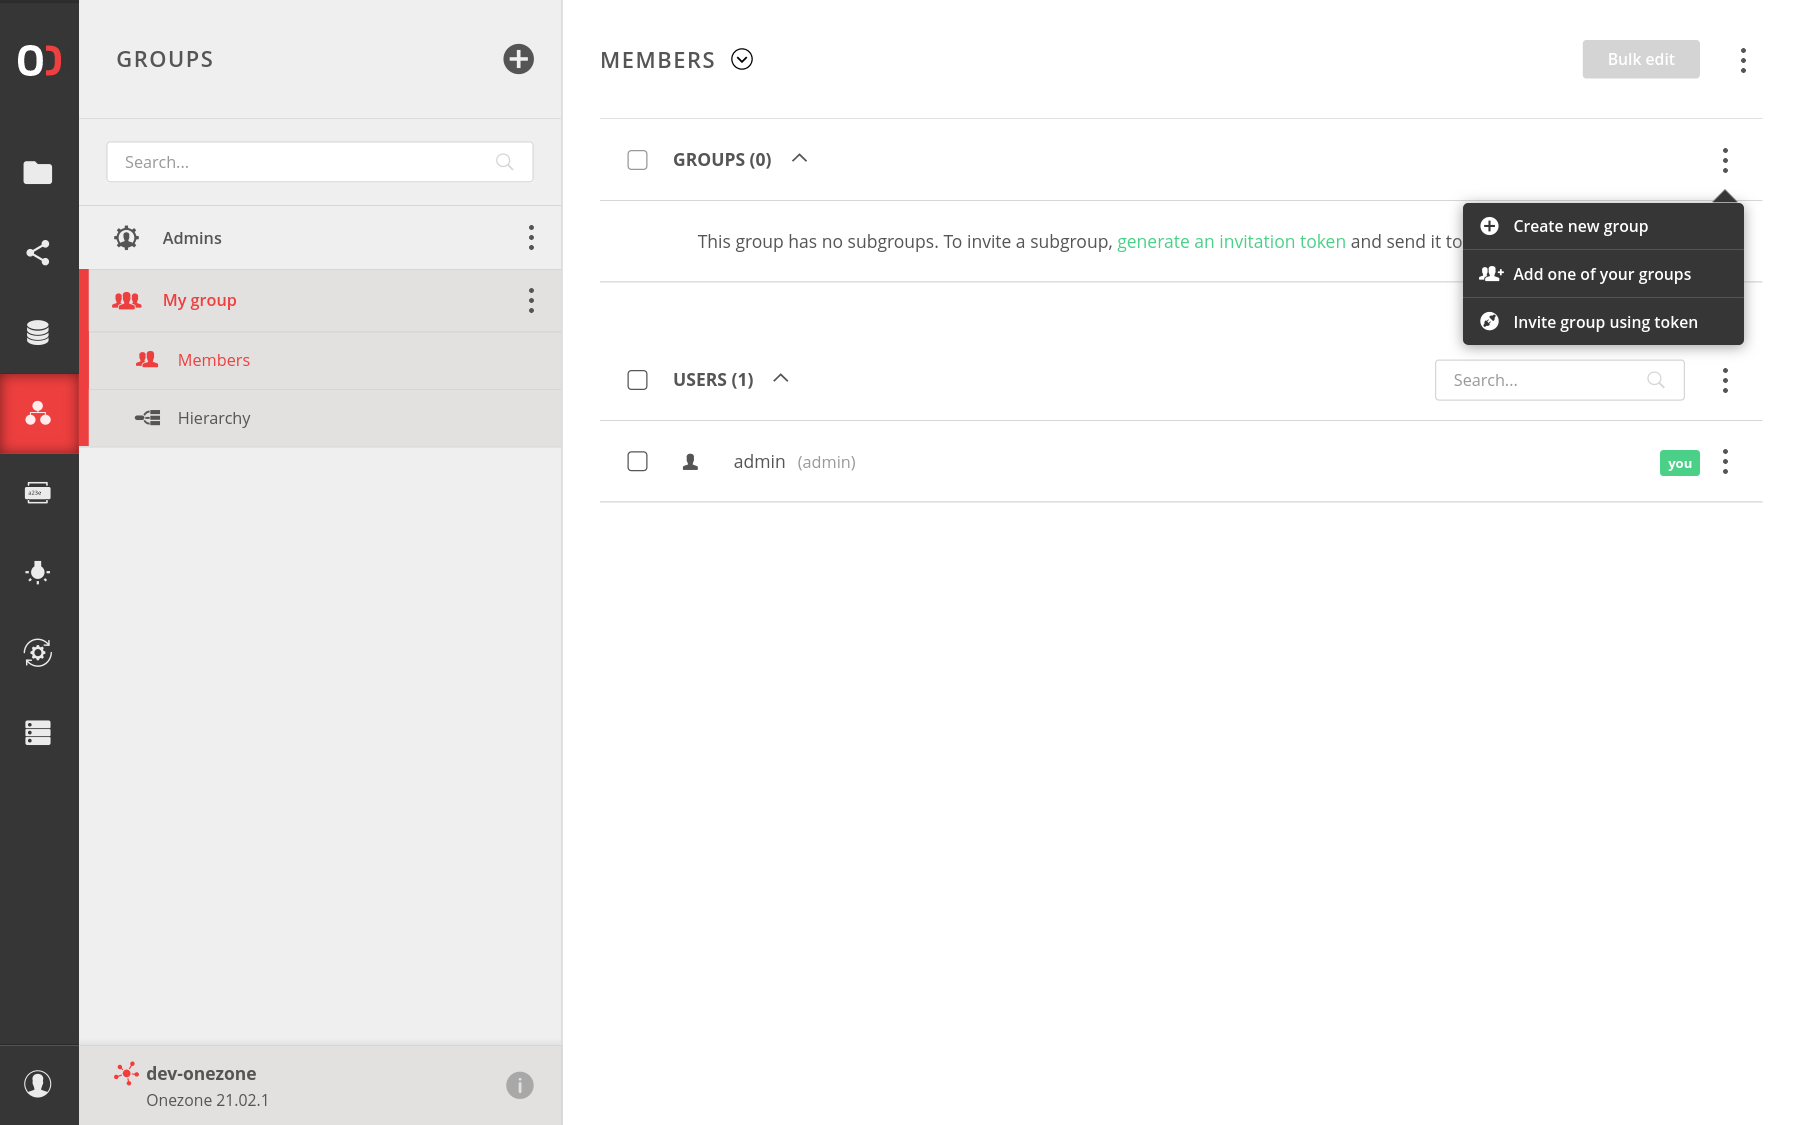 GROUPS
Search...
Admins
My group
Members
Hierarchy
a23e
dev-onezone
Onezone 21.02.1
i
MEMBERS
Bulk edit
GROUPS (0)
This group has no subgroups. To invite a subgroup, generate an invitation token and send it to
Create new group
Add one of your groups
Invite group using token
USERS (1)
Search...
admin (admin)
you